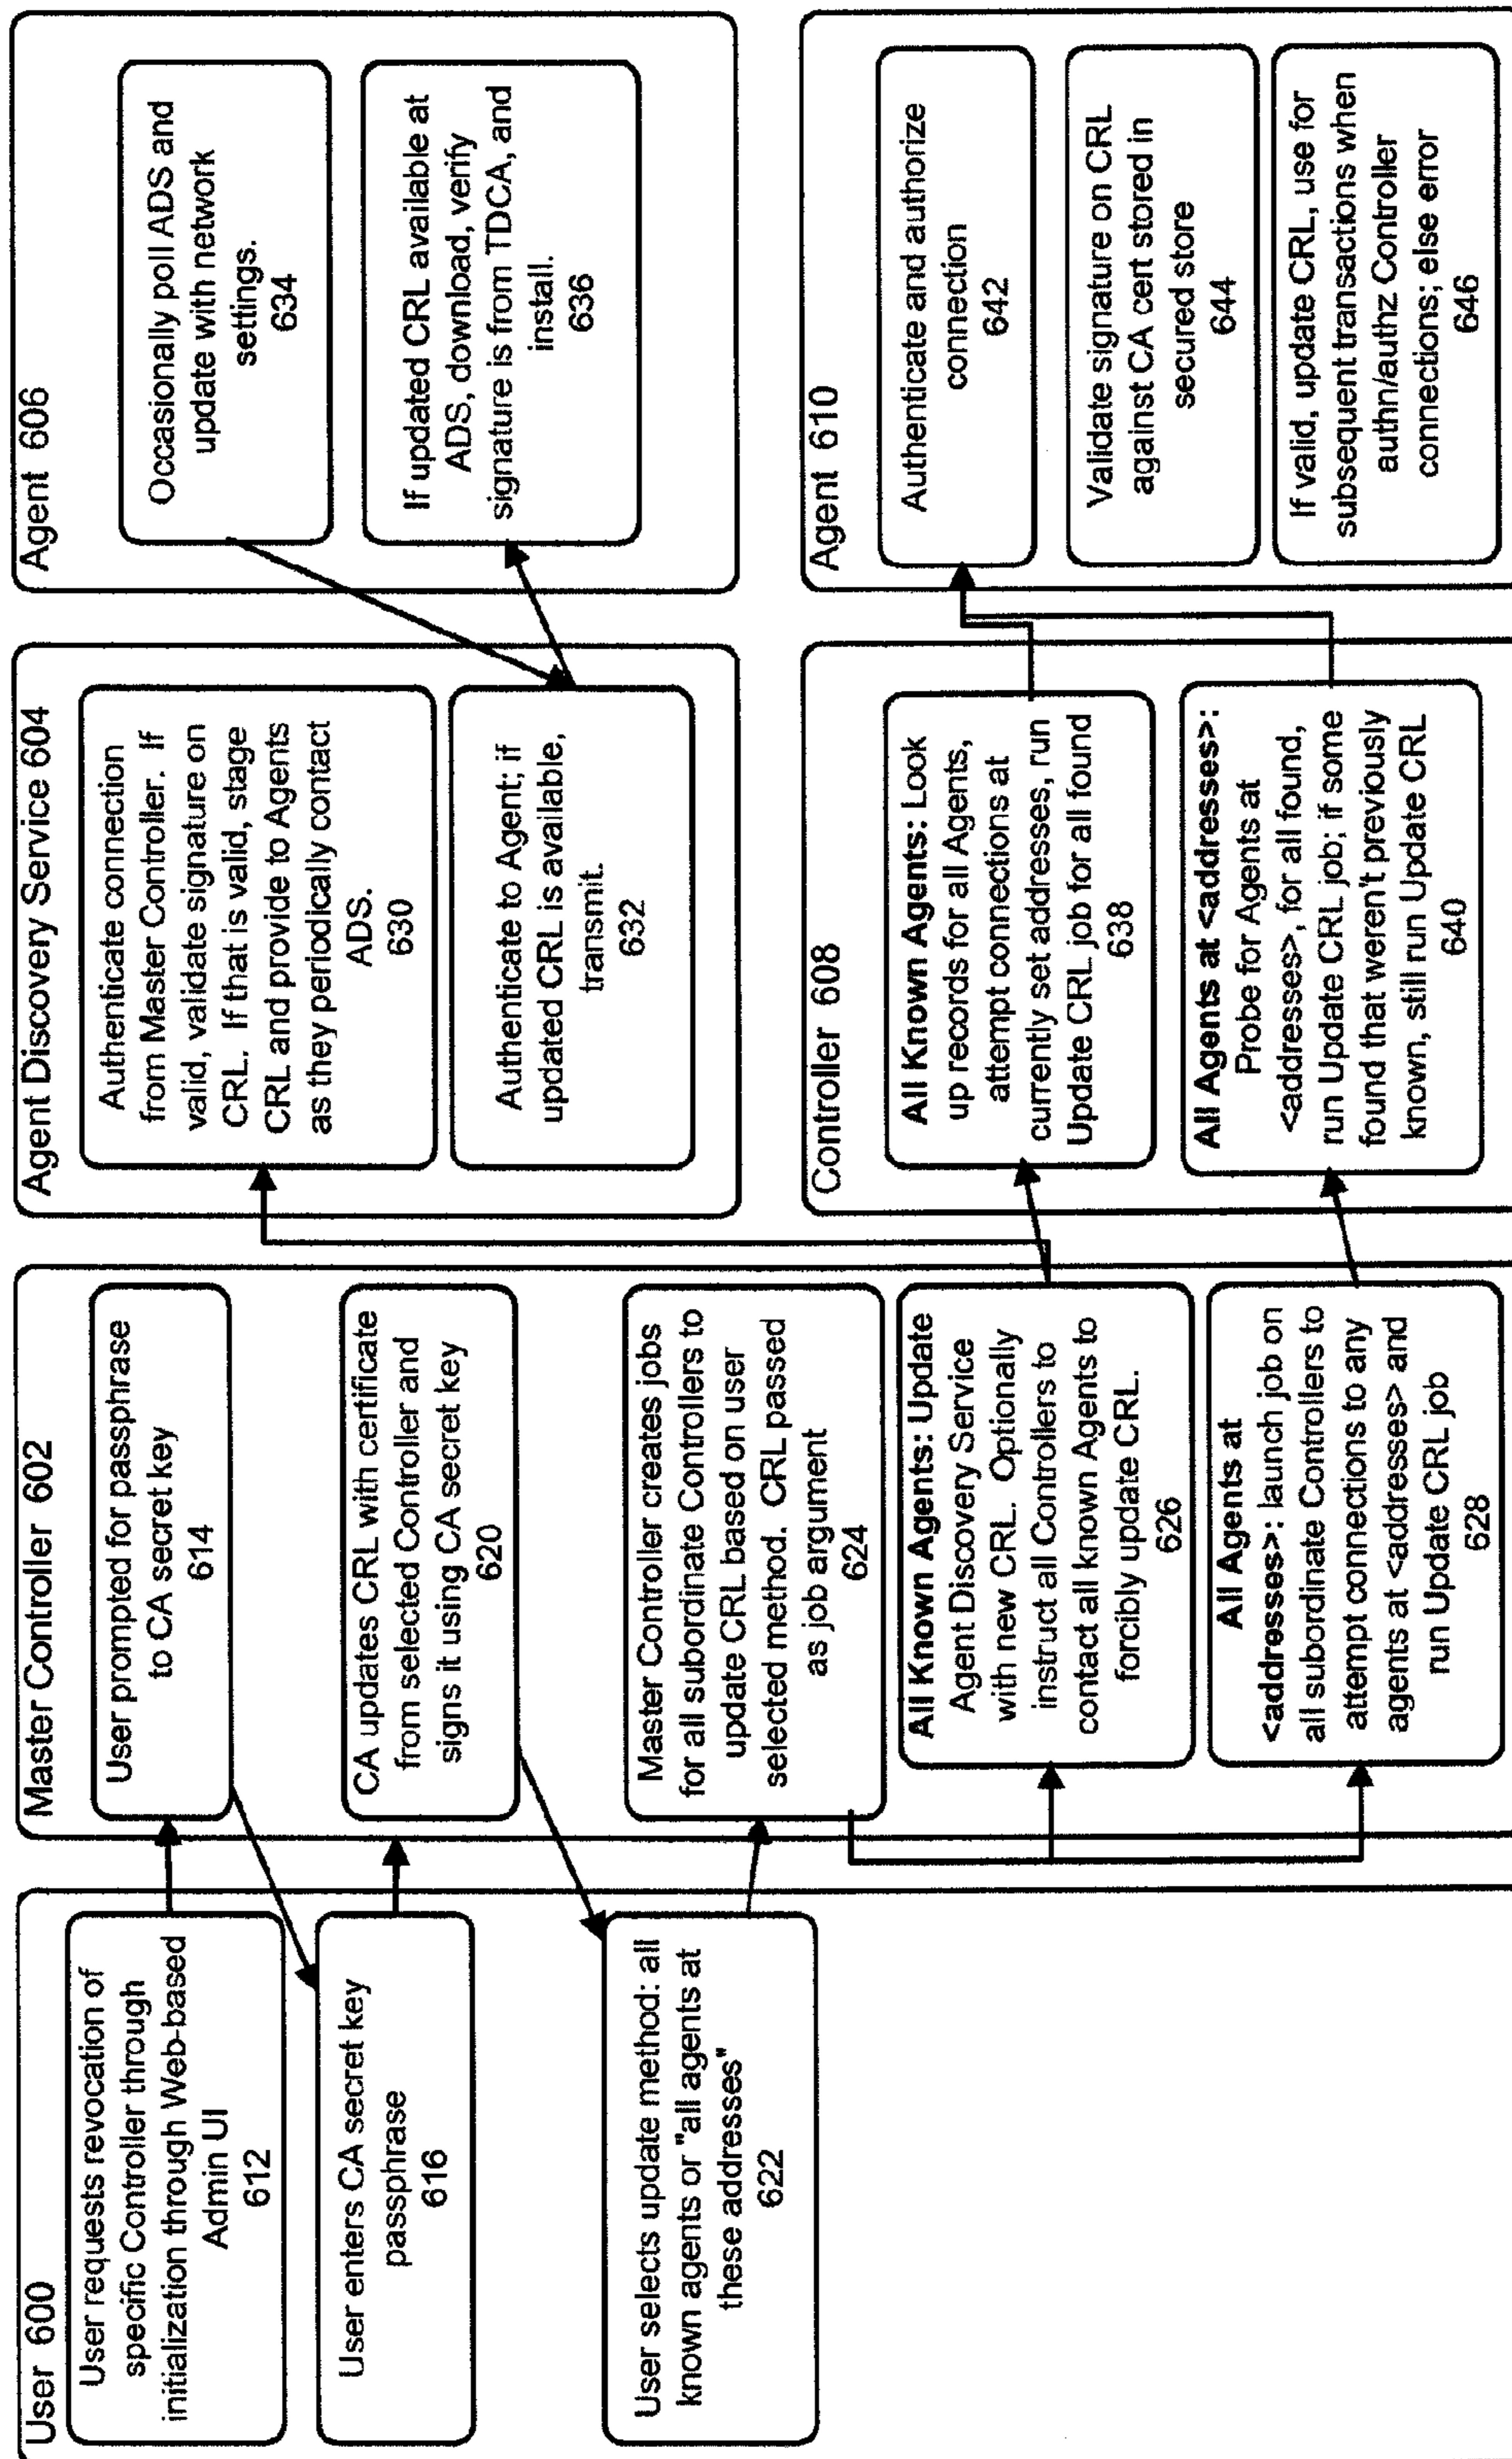 User 600
User requests revocation of
specific Controller through
initialization through Web-based
Admin UI
612
User enters CA secret key
passphrase
616
User selects update method: all
known agents or "all agents at
these addresses"
622
Master Controller 602
User prompted for passphrase
to CA secret key
614
CA updates CRL with certificate
from selected Controller and
signs it using CA secret key
620
Master Controller creates jobs
for all subordinate Controllers to
update CRL based on user
selected method. CRL passed
as job argument
624
All Known Agents: Update
Agent Discovery Service
with new CRL. Optionally
instruct all Controllers to
contact all known Agents to
forcibly update CRL.
626
All Agents at
<addresses>: launch job on
all subordinate Controllers to
attempt connections to any
agents at <addresses> and
run Update CRL job
628
Agent Discovery Service 604
Authenticate connection
from Master Controller. If
valid, validate signature on
CRL. If that is valid, stage
CRL and provide to Agents
as they periodically contact
ADS.
630
Authenticate to Agent; if
updated CRL is available,
transmit.
632
Agent 606
Occasionally poll ADS and
update with network
settings.
634
If updated CRL available at
ADS, download, verify
signature is from TDCA, and
install.
636
Controller 608
All Known Agents: Look
up records for all Agents,
attempt connections at
currently set addresses, run
Update CRL job for all found
638
All Agents at <addresses>:
Probe for Agents at
<addresses>, for all found,
run Update CRL job; if some
found that weren't previously
known, still run Update CRL
640
Agent 610
Authenticate and authorize
connection
642
Validate signature on CRL
against CA cert stored in
secured store
644
If valid, update CRL, use for
subsequent transactions when
authn/authz Controller
connections; else error
646